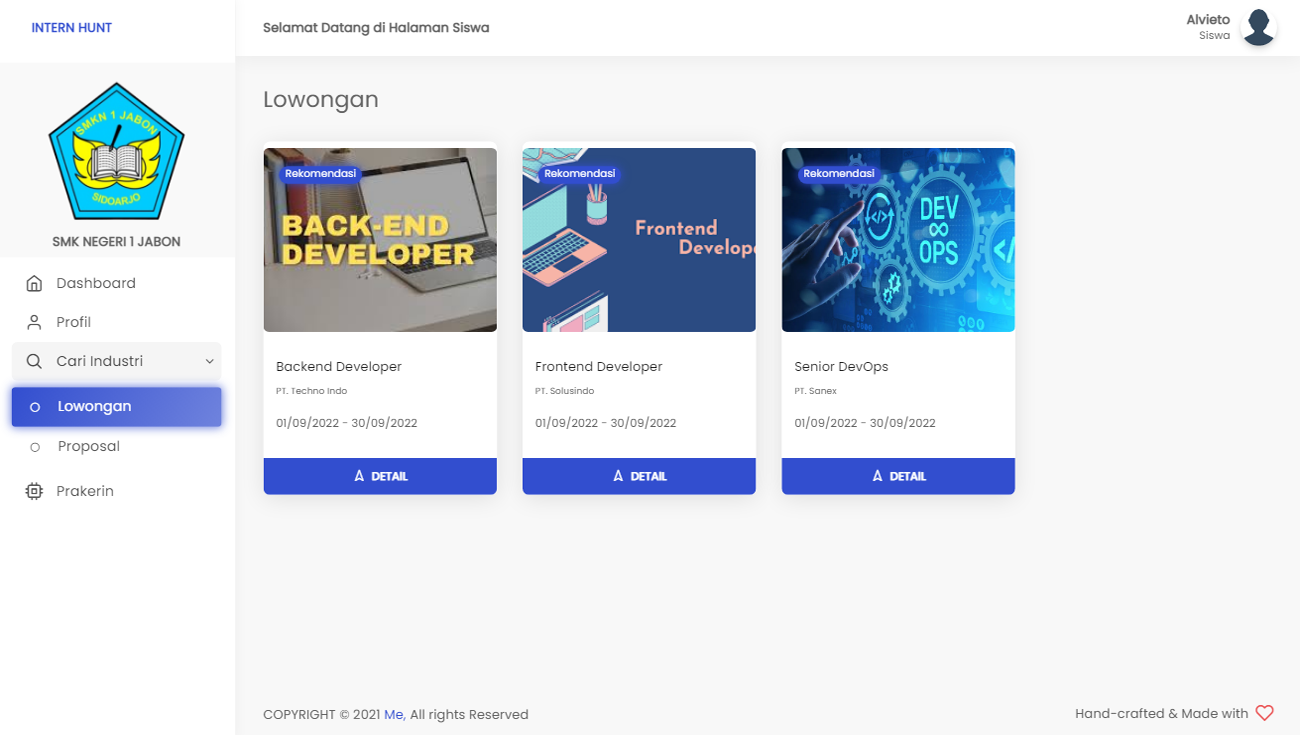 INTERN HUNT
Selamat Datang di Halaman Siswa
Alvieto
Siswa
SMKN 1 JABON
SIDOARJO
SMK NEGERI 1 JABON
Dashboard
Profil
Cari Industri
Lowongan
Proposal
Prakerin
Lowongan
Rekomendasi
BACK-END
DEVELOPER
Backend Developer
PT. Techno Indo
01/09/2022 - 30/09/2022
DETAIL
Rekomendasi
Frontend
Develope
Frontend Developer
PT. Solusindo
01/09/2022 - 30/09/2022
DETAIL
Rekomendasi
</>
DEV
OPS
</
Senior DevOps
PT. Sanex
01/09/2022 - 30/09/2022
DETAIL
COPYRIGHT © 2021 Me, All rights Reserved
Hand-crafted & Made with